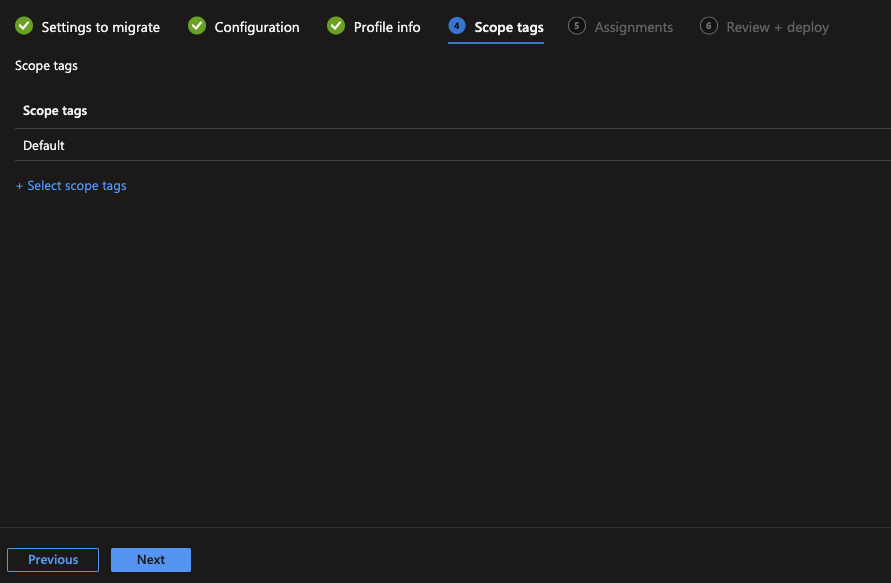 Settings to migrate Configuration Profile info 4 Scope tags 5 Assignments 6 Review + deploy
Scope tags
Scope tags
Default
+ Select scope tags
Previous Next